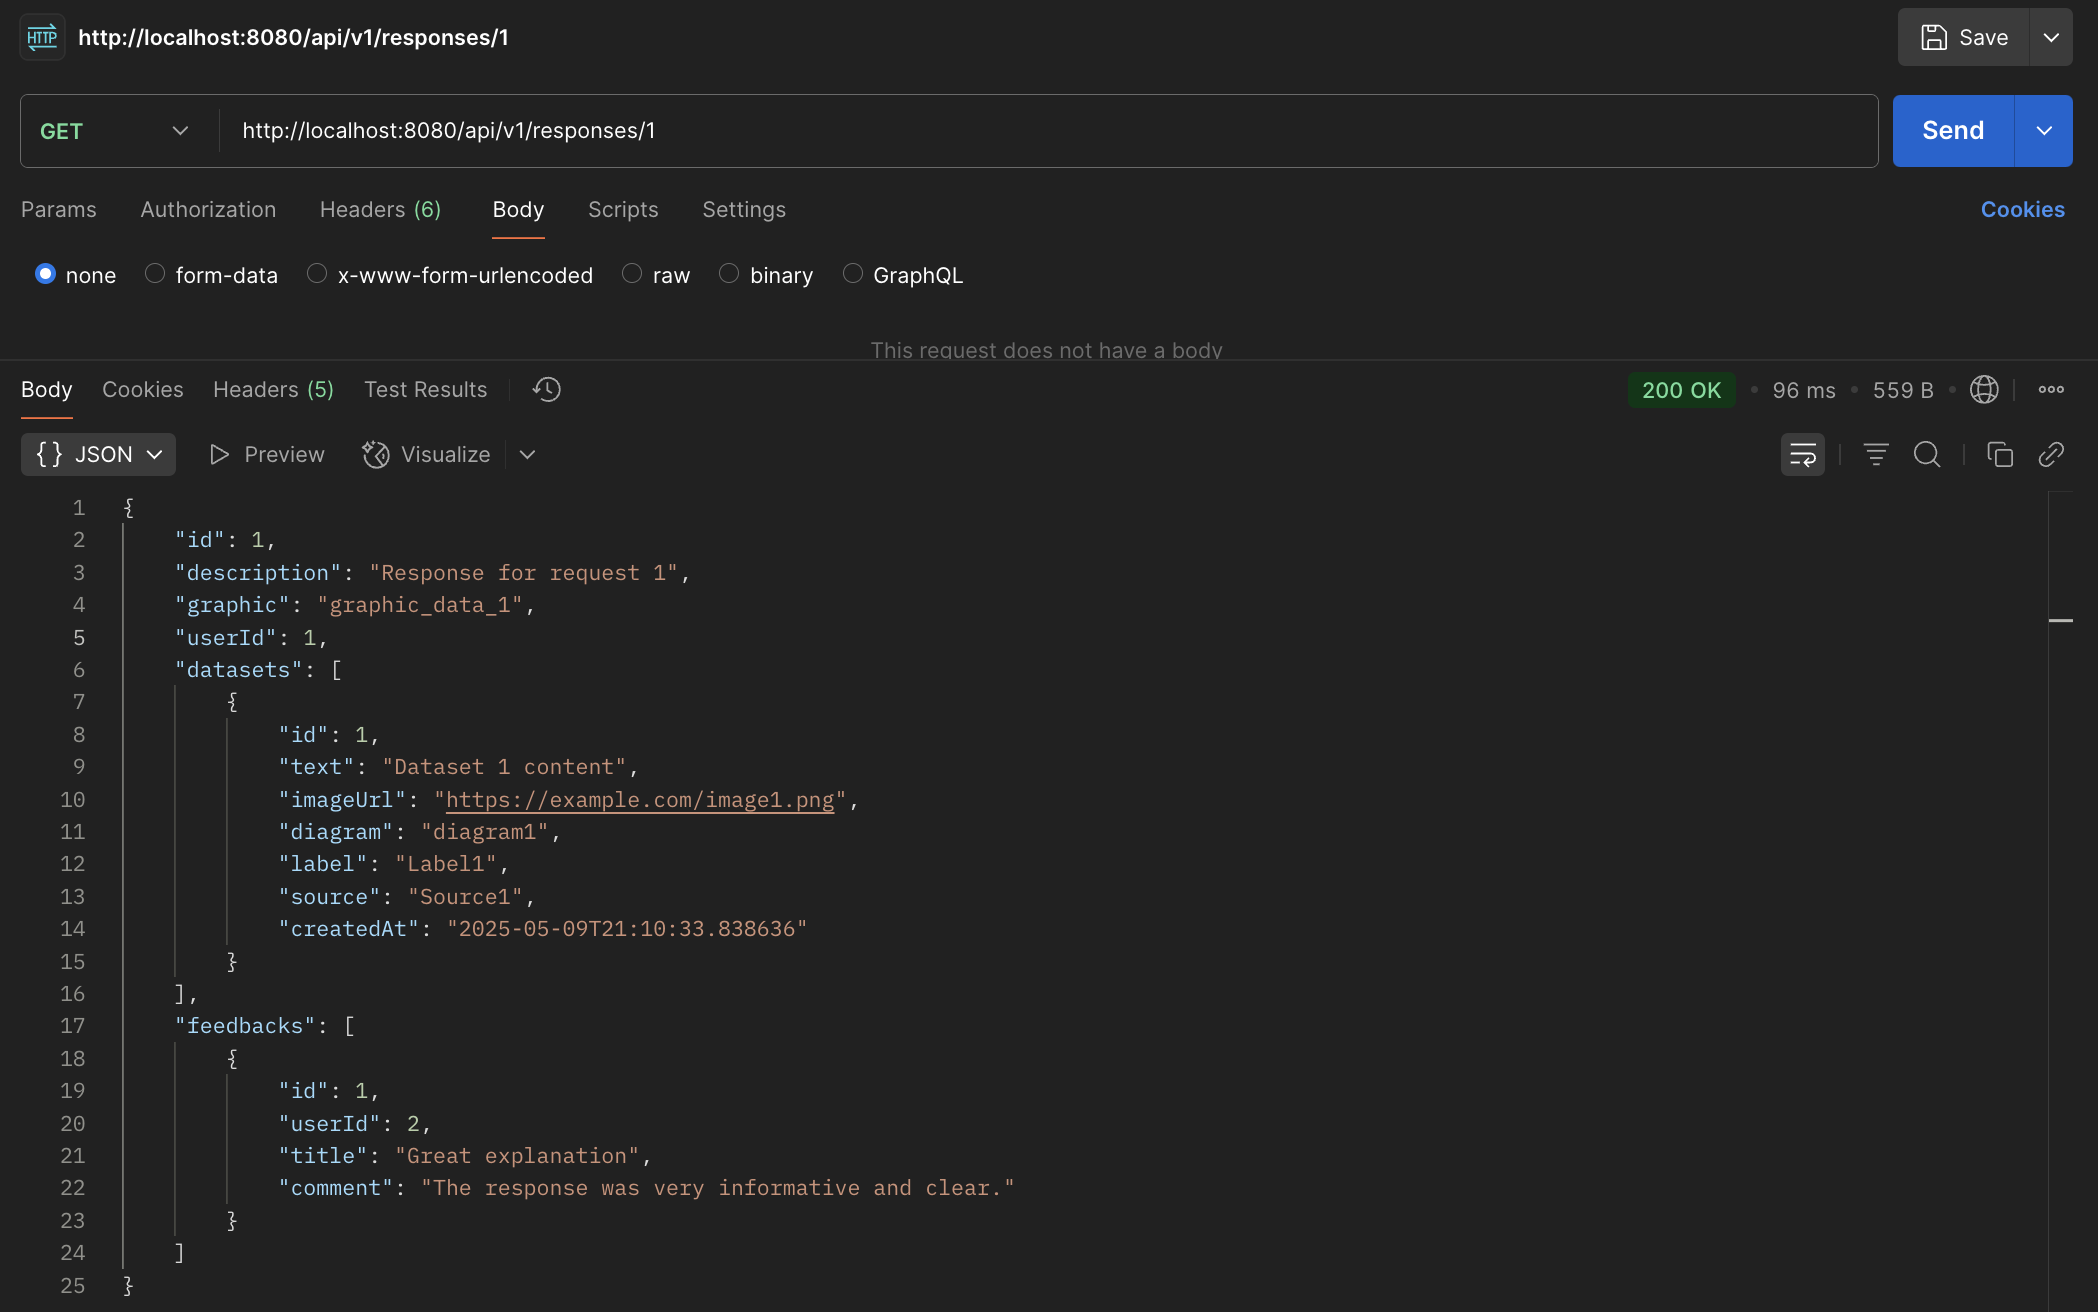 HTTP http://localhost:8080/api/v1/responses/1 Save
GET http://localhost:8080/api/v1/responses/1 Send
Params Authorization Headers (6) Body Scripts Settings Cookies
none form-data x-www-form-urlencoded raw binary GraphQL
This request does not have a body
Body Cookies Headers (5) Test Results 200 OK • 96 ms • 559 B •
{} JSON Preview Visualize
1 {
2 "id": 1,
3 "description": "Response for request 1",
4 "graphic": "graphic_data_1",
5 "userId": 1,
6 "datasets": [
7 {
8 "id": 1,
9 "text": "Dataset 1 content",
10 "imageUrl": "https://example.com/image1.png",
11 "diagram": "diagram1",
12 "label": "Label1",
13 "source": "Source1",
14 "createdAt": "2025-05-09T21:10:33.838636"
15 }
16 ],
17 "feedbacks": [
18 {
19 "id": 1,
20 "userId": 2,
21 "title": "Great explanation",
22 "comment": "The response was very informative and clear."
23 }
24 ]
25 }